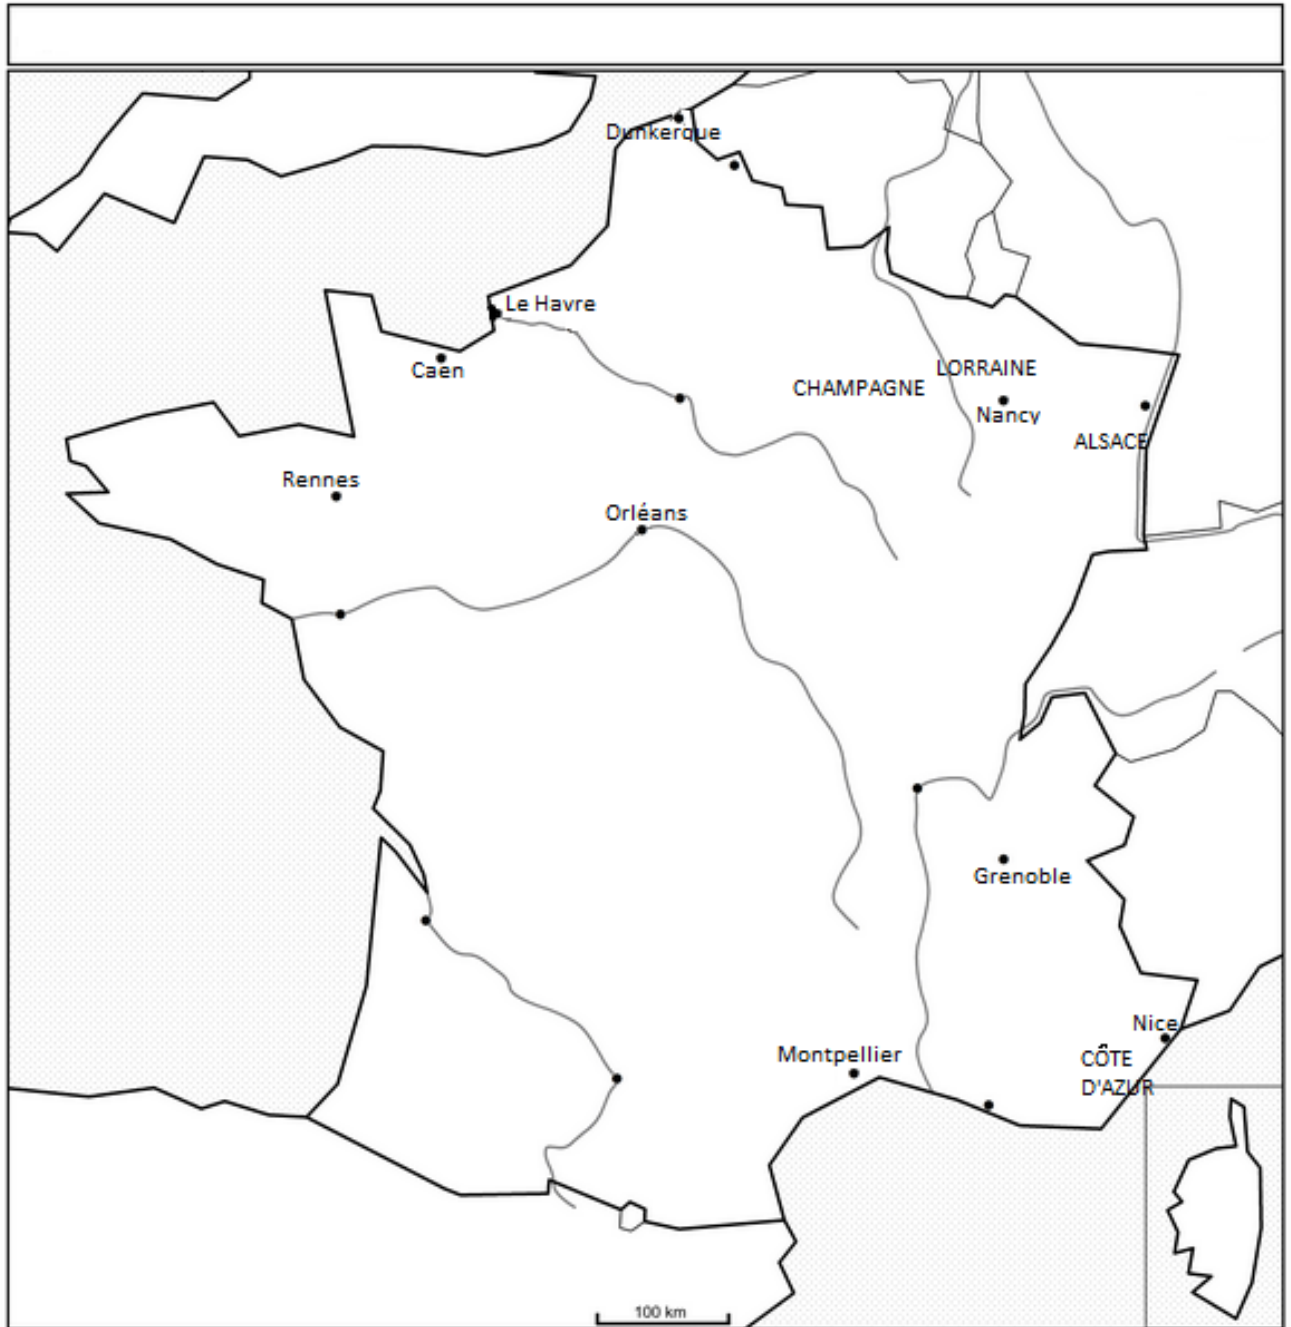 Dunkerque
Le Havre
Caen
LORRAINE
CHAMPAGNE
Nancy
ALSACE
Rennes
Orléans
Grenoble
Nice
Montpellier
CÔTE
D'AZUR
100 km